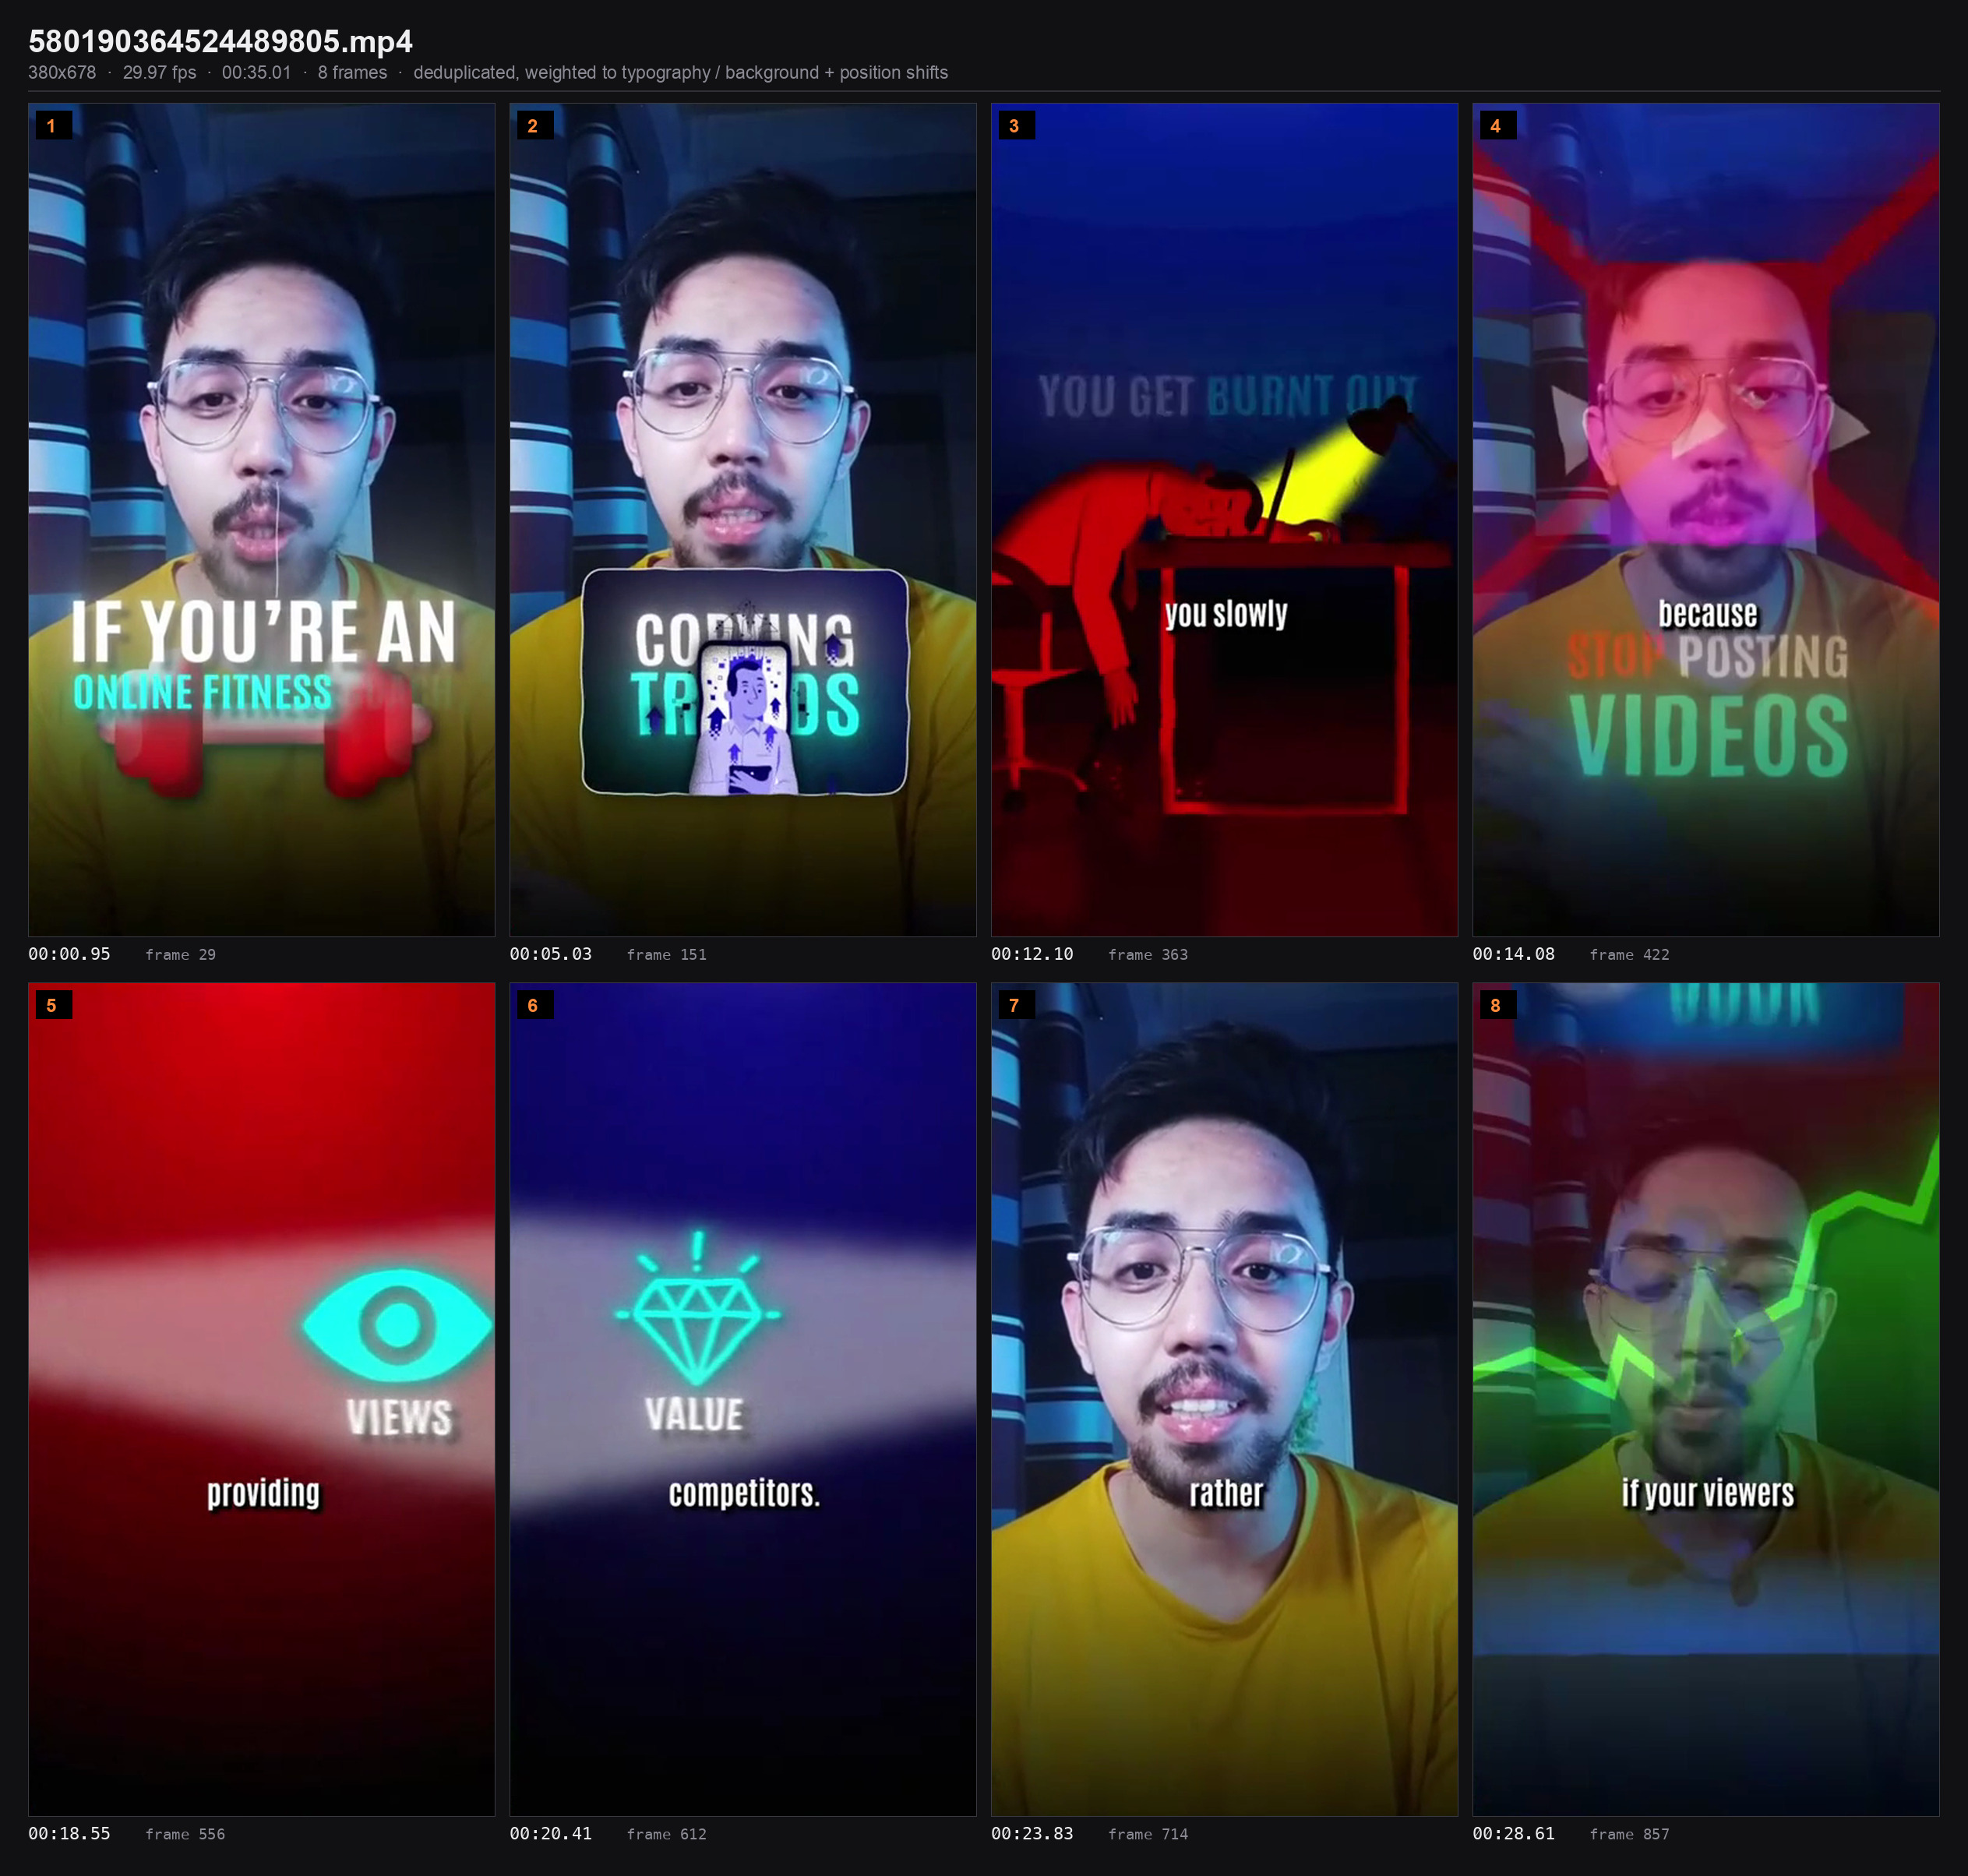 580190364524489805.mp4
380x678 · 29.97 fps · 00:35.01 · 8 frames · deduplicated, weighted to typography / background + position shifts
1
IF YOU'RE AN
ONLINE FITNESS
00:00.95 frame 29
2
00:05.03 frame 151
3
YOU GET BURNT OUT
you slowly
00:12.10 frame 363
4
because
STOP POSTING
VIDEOS
00:14.08 frame 422
5
VIEWS
providing
00:18.55 frame 556
6
VALUE
competitors.
00:20.41 frame 612
7
rather
00:23.83 frame 714
8
if your viewers
00:28.61 frame 857